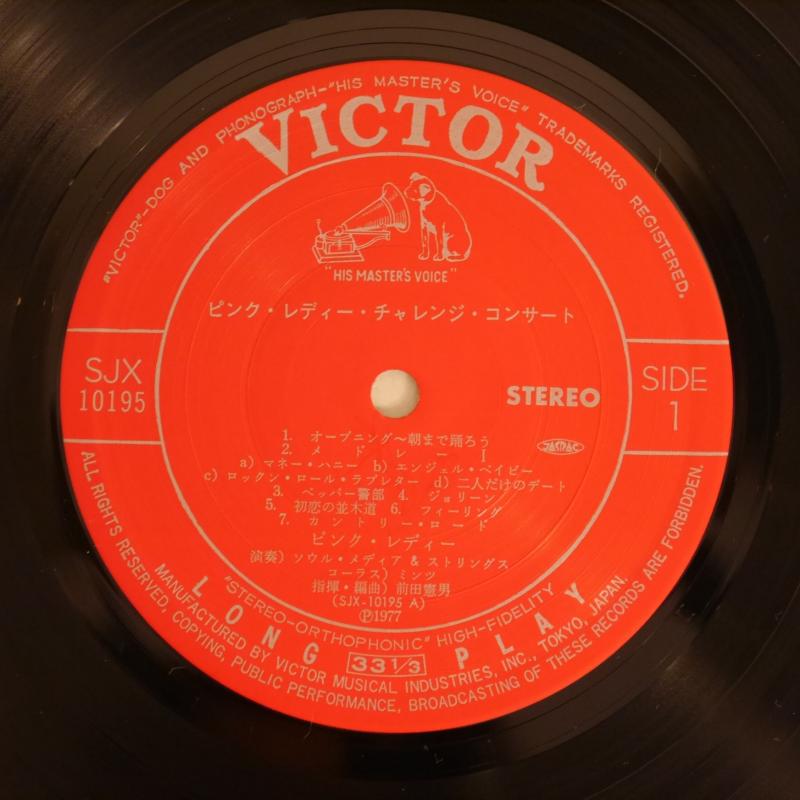 "VICTOR"-DOG AND PHONOGRAPH-"HIS MASTER'S VOICE" TRADEMARKS REGISTERED.
VICTOR
"HIS MASTER'S VOICE"
ピンク・レディー・チャレンジ・コンサート
SJX
10195
STEREO
SIDE
1
JASRAC
1. オープニング〜朝まで踊ろう
2. メドレーⅠ
a) マネー・ハニー b) エンジェル・ベイビー
c) ロックン・ロール・ラブレター d) 二人だけのデート
3. ペッパー警部 4. ジョリーン
5. 初恋の並木道 6. フィーリング
7. カントリー・ロード
ピンク・レディー
演奏) ソウル・メディア & ストリングス
コーラス) ミンツ
指揮・編曲) 前田憲男
(SJX-10195 A)
Ⓟ1977
"STEREO-ORTHOPHONIC" HIGH-FIDELITY
LONG 33 1/3 PLAY
MANUFACTURED BY VICTOR MUSICAL INDUSTRIES, INC., TOKYO, JAPAN.
ALL RIGHTS RESERVED, COPYING, PUBLIC PERFORMANCE, BROADCASTING OF THESE RECORDS ARE FORBIDDEN.